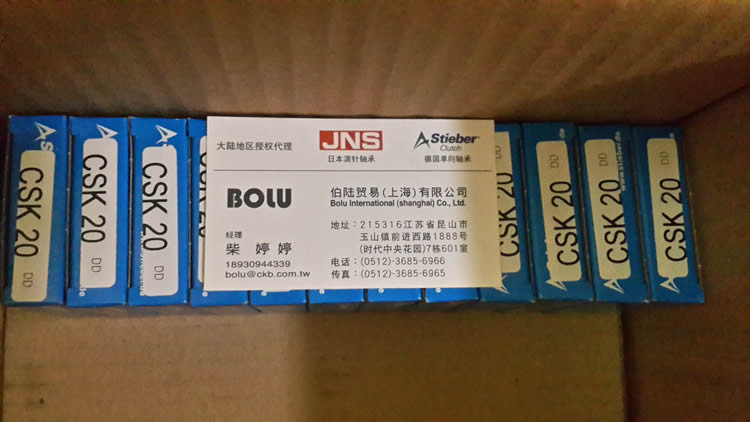 CSK 20
DD
CSK 20
DD
CSK 20
DD
大陆地区授权代理
JNS
日本滚针轴承
Stieber
Clutch
德国单向轴承
BOLU
伯陆贸易(上海)有限公司
Bolu International (shanghai) Co., Ltd.
经理
柴 婷 婷
18930944339
bolu@ckb.com.tw
地址：215316江苏省昆山市
玉山镇前进西路1888号
(时代中央花园)7栋601室
电话：(0512)-3685-6966
传真：(0512)-3685-6965
CSK 20
DD
CSK 20
DD
CSK 20
DD
CSK 20
DD